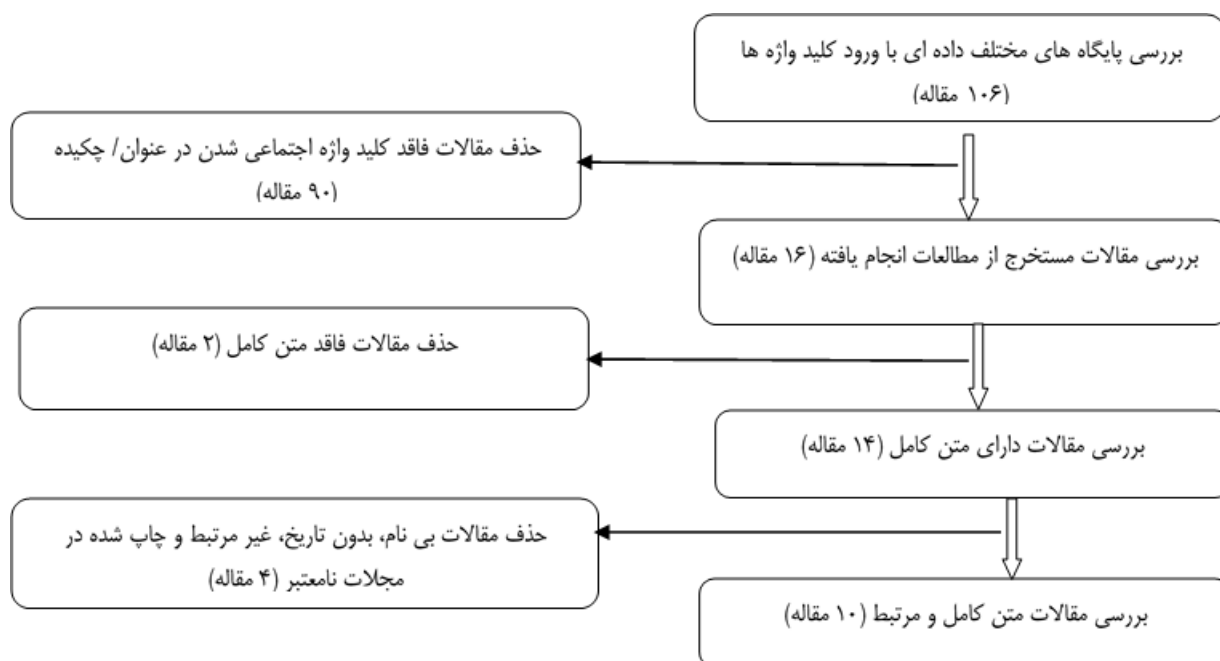 بررسی پایگاه های مختلف داده ای با ورود کلید واژه ها
(۱۰۶ مقاله)
حذف مقالات فاقد کلید واژه اجتماعی شدن در عنوان/ چکیده
(۹۰ مقاله)
بررسی مقالات مستخرج از مطالعات انجام یافته (۱۶ مقاله)
حذف مقالات فاقد متن کامل (۲ مقاله)
بررسی مقالات دارای متن کامل (۱۴ مقاله)
حذف مقالات بی نام، بدون تاریخ، غیر مرتبط و چاپ شده در
مجلات نامعتبر (۴ مقاله)
بررسی مقالات متن کامل و مرتبط (۱۰ مقاله)